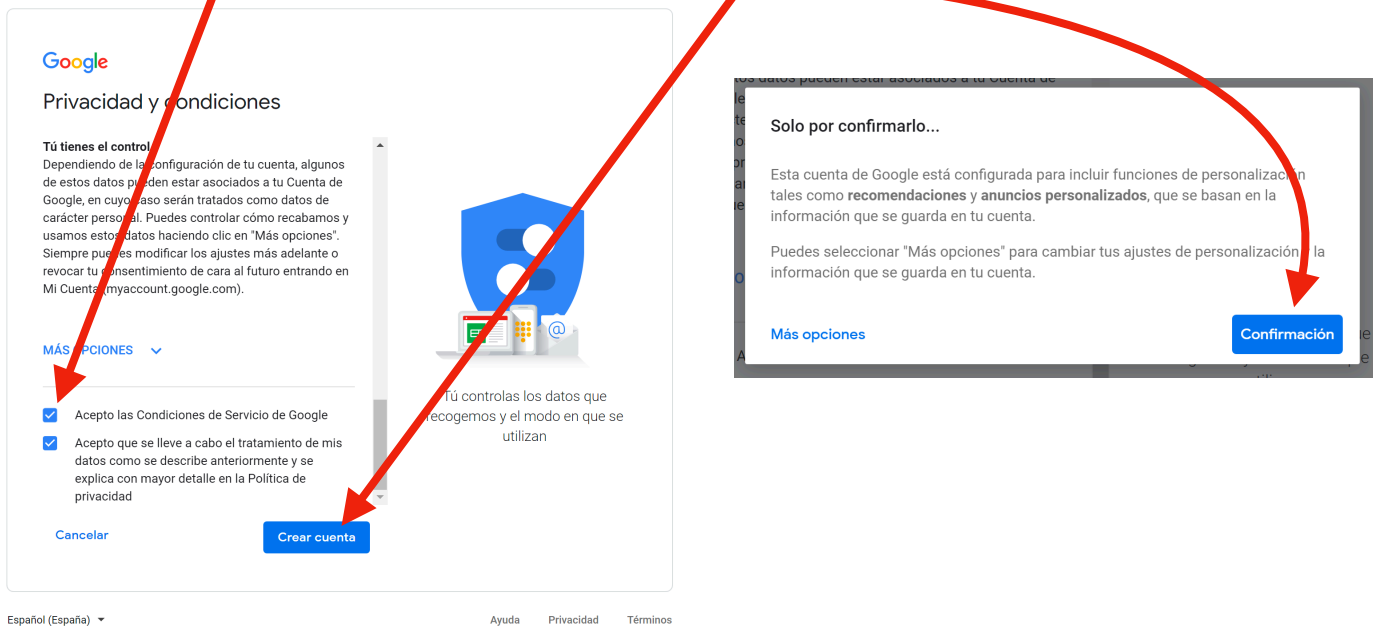 Google
Privacidad y condiciones
Tú tienes el control
Dependiendo de la configuración de tu cuenta, algunos
de estos datos pueden estar asociados a tu Cuenta de
Google, en cuyo caso serán tratados como datos de
carácter personal. Puedes controlar cómo recabamos y
usamos estos datos haciendo clic en "Más opciones".
Siempre puedes modificar los ajustes más adelante o
revocar tu consentimiento de cara al futuro entrando en
Mi Cuenta (myaccount.google.com).
MÁS OPCIONES
Acepto las Condiciones de Servicio de Google
Acepto que se lleve a cabo el tratamiento de mis
datos como se describe anteriormente y se
explica con mayor detalle en la Política de
privacidad
Cancelar
Crear cuenta
@
Tú controlas los datos que
recogemos y el modo en que se
utilizan
Español (España)
Ayuda
Privacidad
Términos
tos datos pueden estar asociados a tu Cuenta de
Solo por confirmarlo...
Esta cuenta de Google está configurada para incluir funciones de personalización
tales como recomendaciones y anuncios personalizados, que se basan en la
información que se guarda en tu cuenta.
Puedes seleccionar "Más opciones" para cambiar tus ajustes de personalización y la
información que se guarda en tu cuenta.
Más opciones
Confirmación